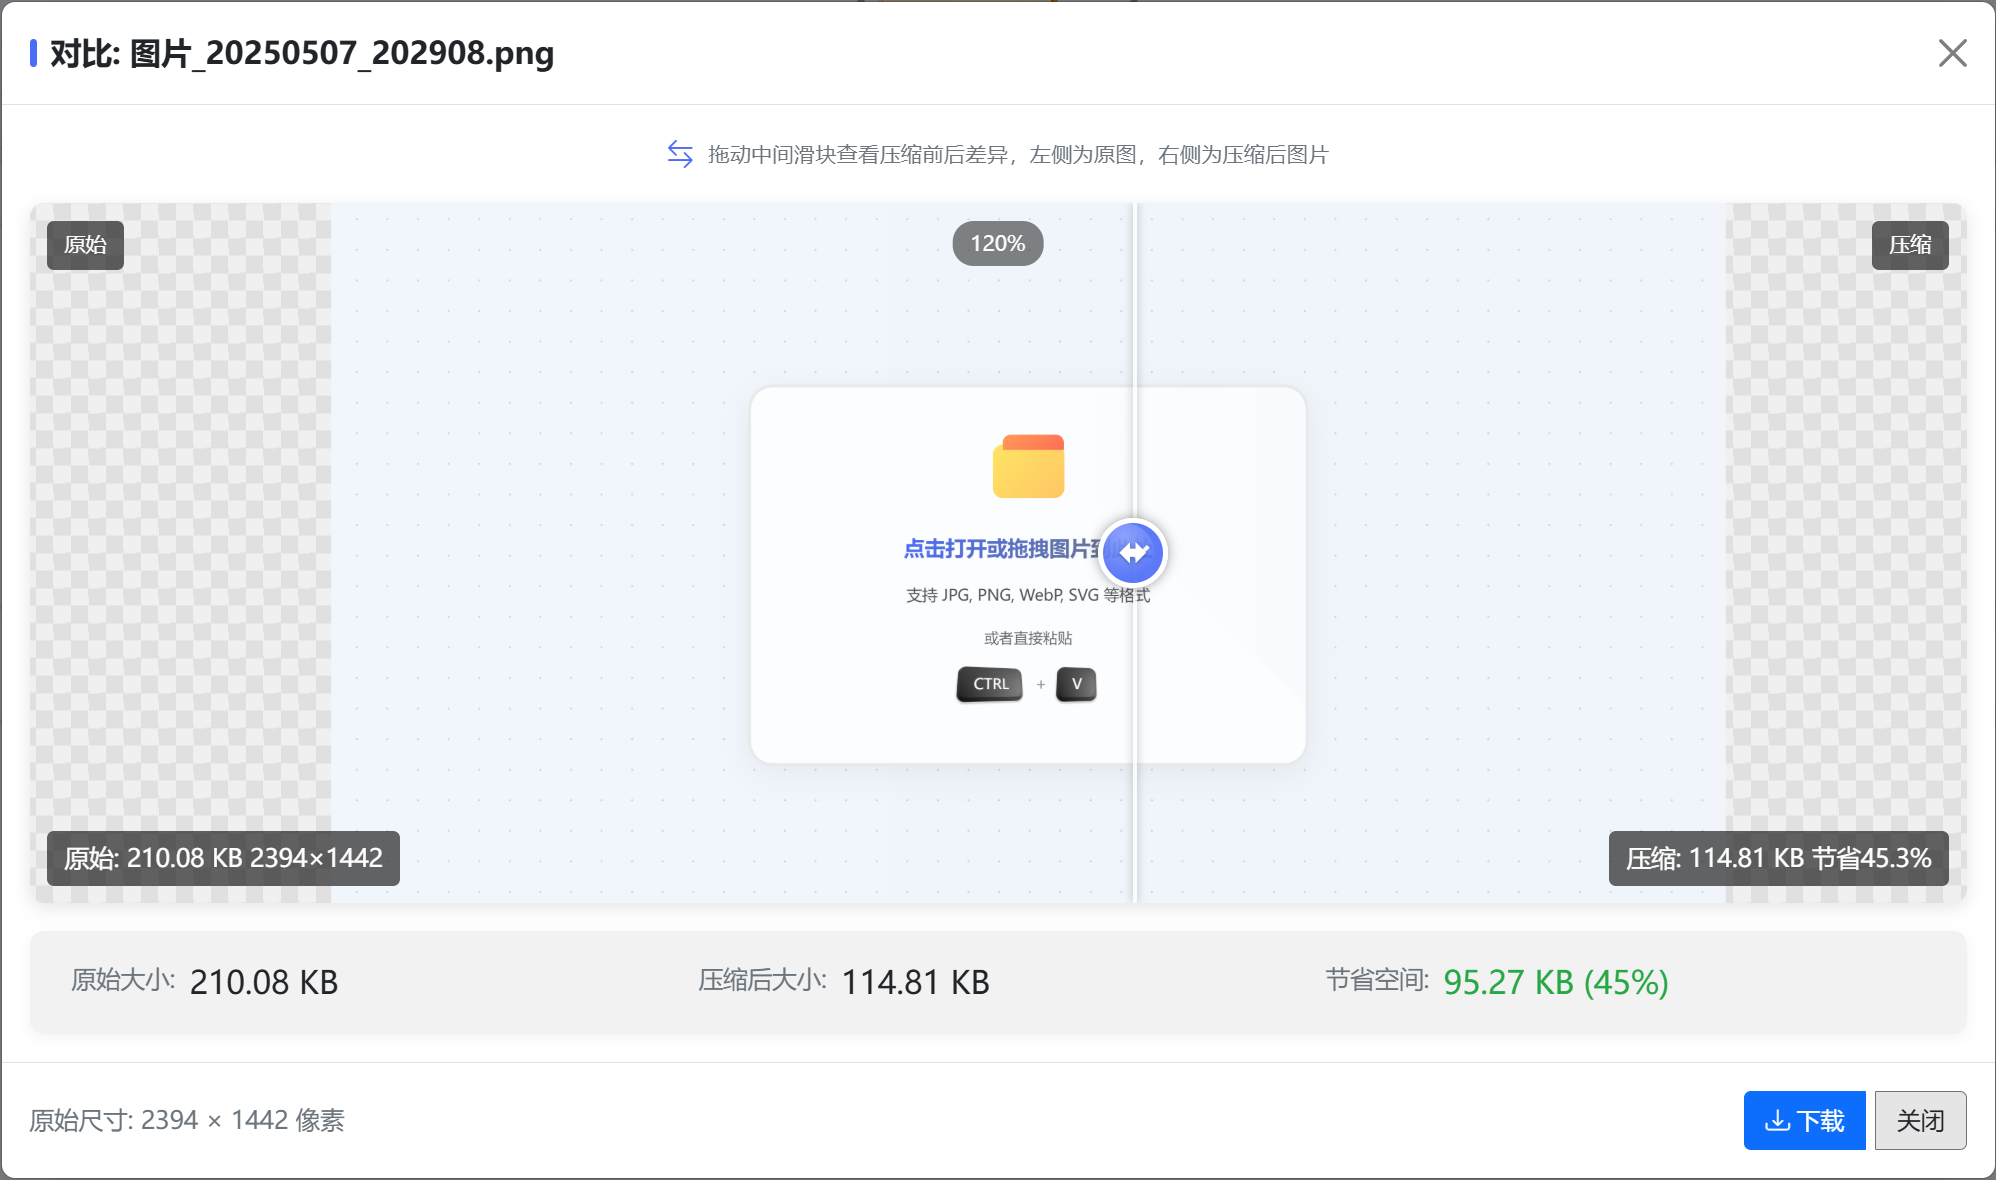 对比: 图片_20250507_202908.png
拖动中间滑块查看压缩前后差异，左侧为原图，右侧为压缩后图片
原始
120%
压缩
点击打开或拖拽图片到
支持 JPG, PNG, WebP, SVG 等格式
或者直接粘贴
CTRL + V
原始: 210.08 KB 2394×1442
压缩: 114.81 KB 节省45.3%
原始大小: 210.08 KB
压缩后大小: 114.81 KB
节省空间: 95.27 KB (45%)
原始尺寸: 2394 × 1442 像素
下载
关闭